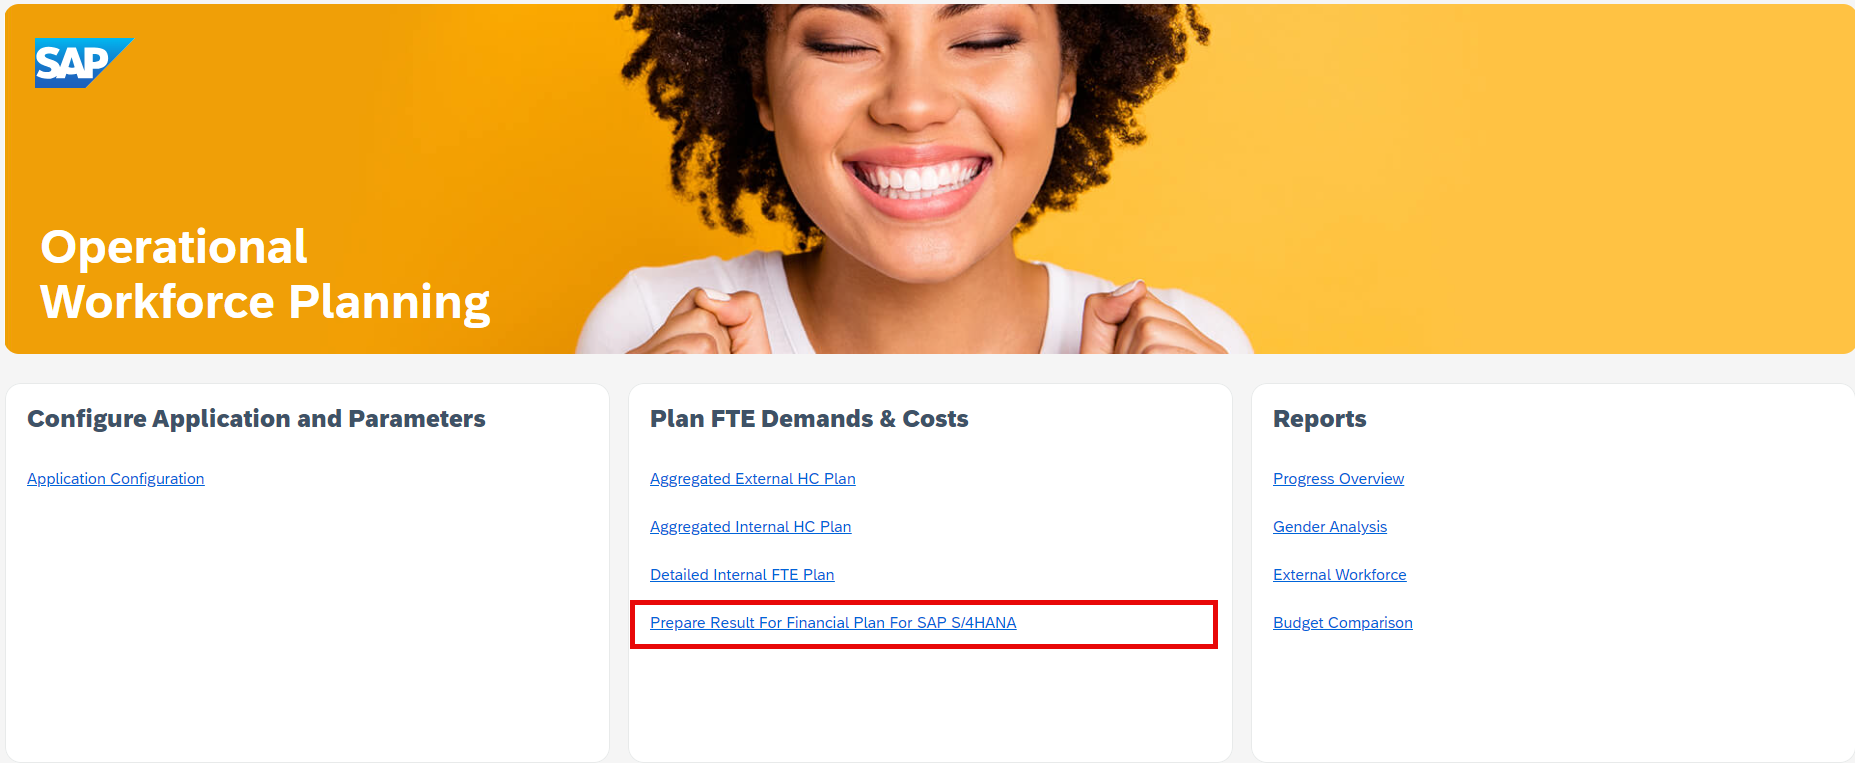 SAP
Operational
Workforce Planning
Configure Application and Parameters
Application Configuration
Plan FTE Demands & Costs
Aggregated External HC Plan
Aggregated Internal HC Plan
Detailed Internal FTE Plan
Prepare Result For Financial Plan For SAP S/4HANA
Reports
Progress Overview
Gender Analysis
External Workforce
Budget Comparison